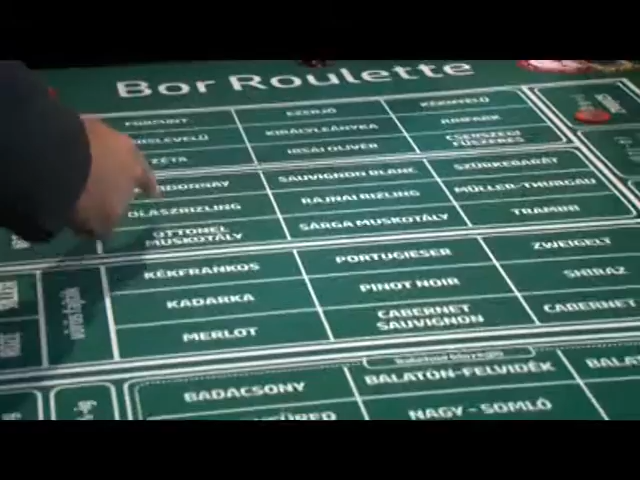 Bor Roulette
FURMINT
EZERJÓ
KÉKNYELŰ
HÁRSLEVELŰ
KIRÁLYLEÁNYKA
IRSAI OLIVÉR
CSERSZEGI
FŰSZERES
SAUVIGNON BLANC
SZÜRKEBARÁT
OLASZRIZLING
RAJNAI RIZLING
MÜLLER-THURGAU
OTTONEL
MUSKOTÁLY
SÁRGA MUSKOTÁLY
TRAMINI
KÉKFRANKOS
PORTUGIESER
ZWEIGELT
KADARKA
PINOT NOIR
SHIRAZ
MERLOT
CABERNET
SAUVIGNON
CABERNET
BADACSONY
BALATON-FELVIDÉK
NAGY-SOMLÓ